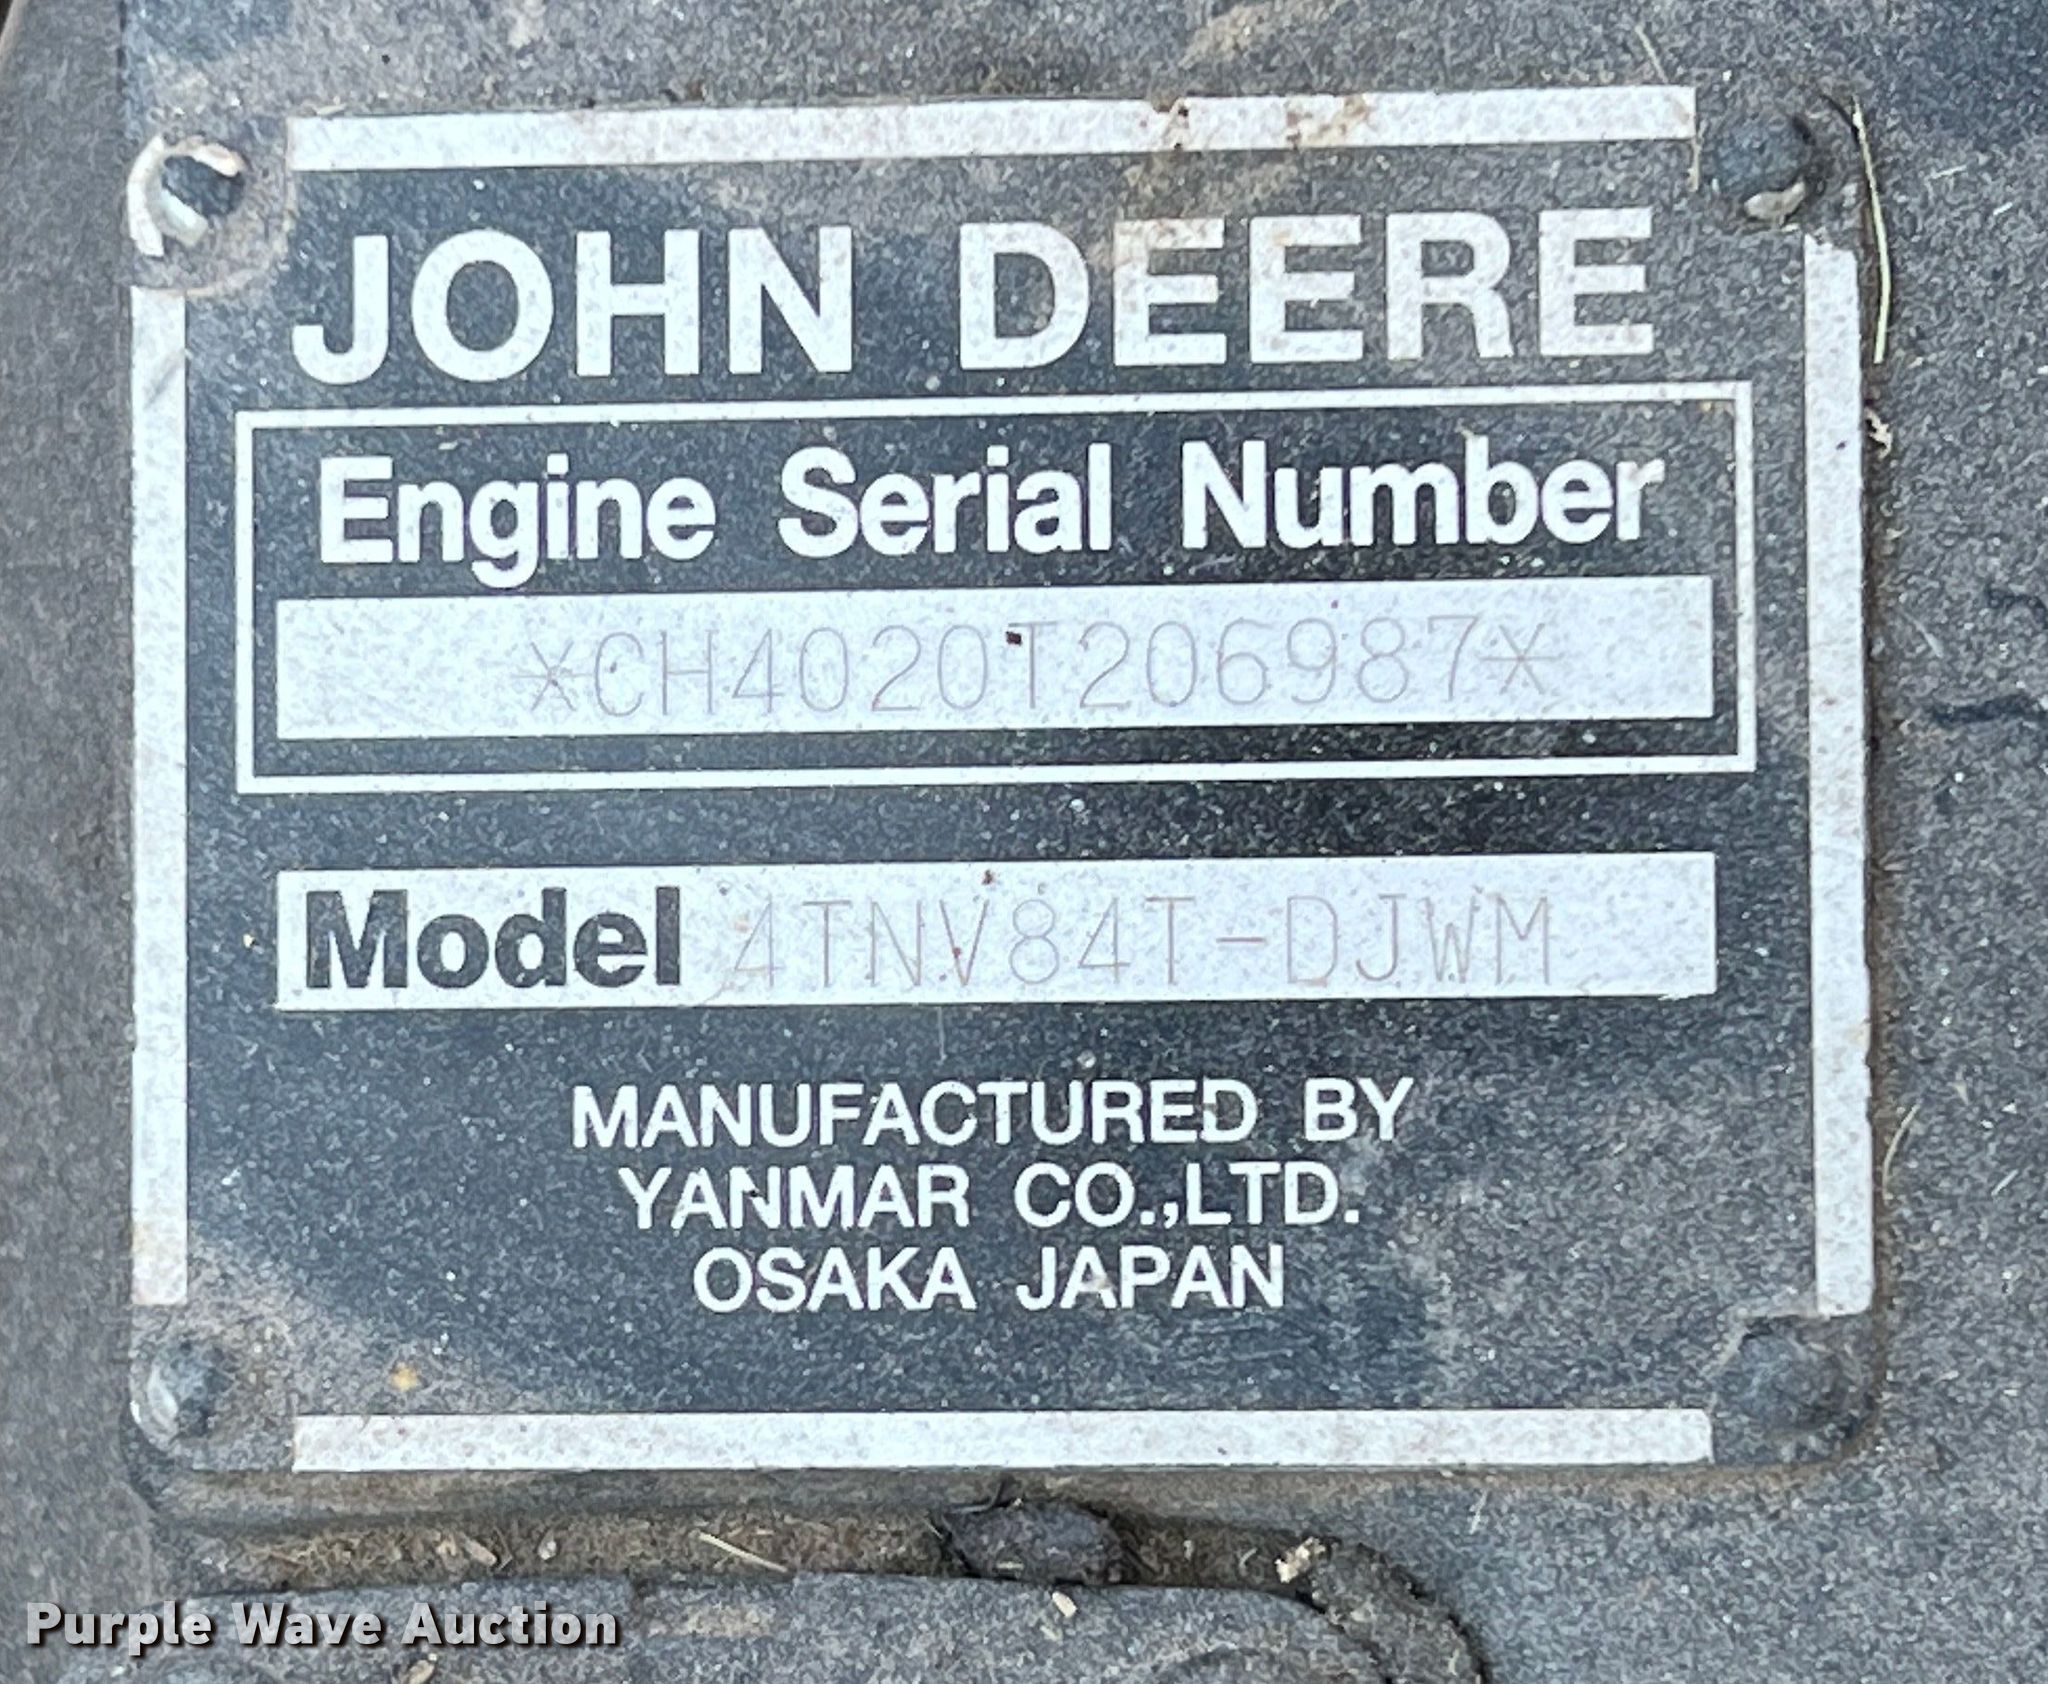 JOHN DEERE
Engine Serial Number
*CH4020T206987*
Model 4TNV84T-DJWM
MANUFACTURED BY
YANMAR CO.,LTD.
OSAKA JAPAN
Purple Wave Auction